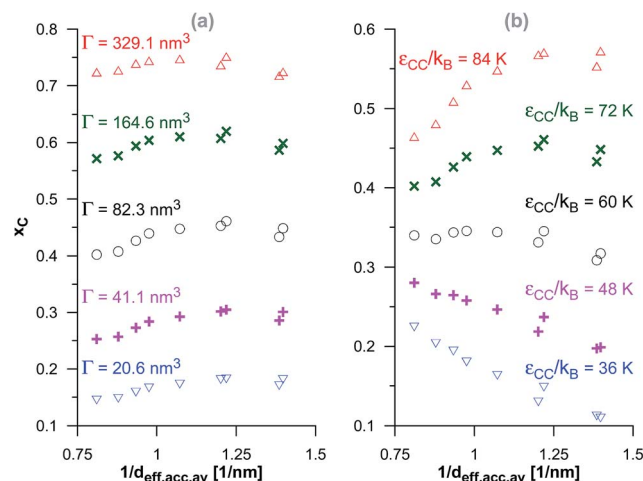 (a)
(b)
0.8
0.7
0.6
0.5
0.4
0.3
0.2
0.1
x_C
Γ = 329.1 nm³
Γ = 164.6 nm³
Γ = 82.3 nm³
Γ = 41.1 nm³
Γ = 20.6 nm³
0.75 1 1.25 1.5
1/d_eff,acc,av [1/nm]
0.6
0.5
0.4
0.3
0.2
0.1
ε_CC/k_B = 84 K
ε_CC/k_B = 72 K
ε_CC/k_B = 60 K
ε_CC/k_B = 48 K
ε_CC/k_B = 36 K
0.75 1 1.25 1.5
1/d_eff,acc,av [1/nm]